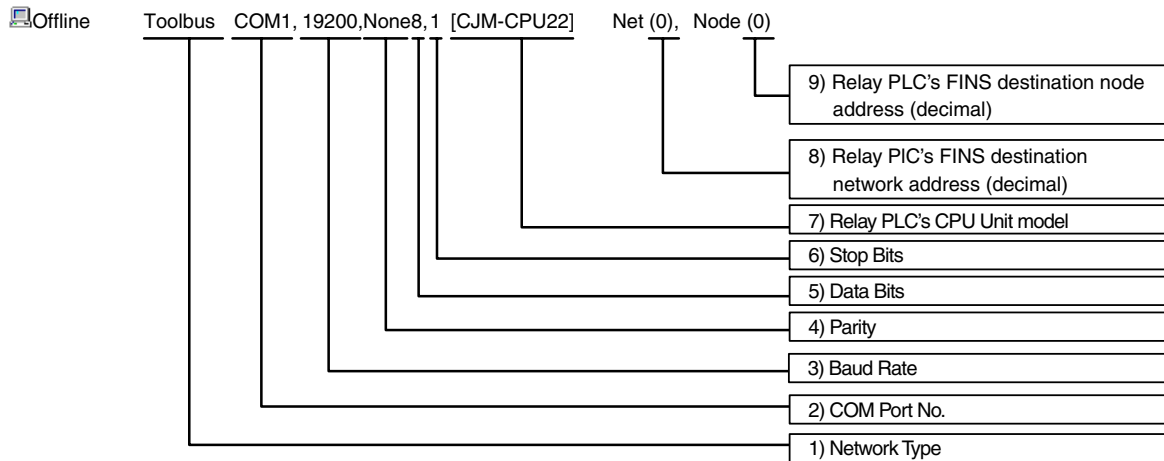 Offline Toolbus COM1, 19200,None8,1 [CJM-CPU22] Net (0), Node (0)
9) Relay PLC's FINS destination node
address (decimal)
8) Relay PlC's FINS destination
network address (decimal)
7) Relay PLC's CPU Unit model
6) Stop Bits
5) Data Bits
4) Parity
3) Baud Rate
2) COM Port No.
1) Network Type